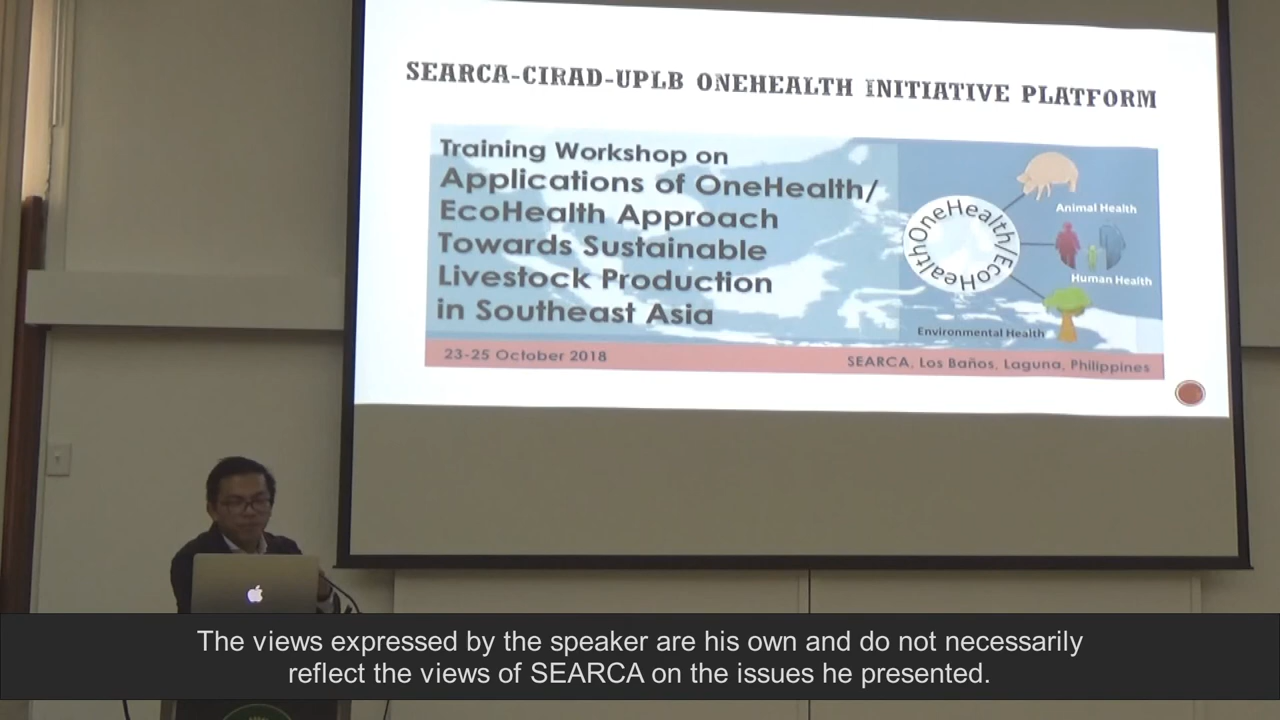 SEARCA-CIRAD-UPLB ONEHEALTH INITIATIVE PLATFORM
Training Workshop on
Applications of OneHealth/
EcoHealth Approach
Towards Sustainable
Livestock Production
in Southeast Asia
OneHealth/EcoHealth
Animal Health
Human Health
Environmental Health
23-25 October 2018
SEARCA, Los Baños, Laguna, Philippines
The views expressed by the speaker are his own and do not necessarily
reflect the views of SEARCA on the issues he presented.